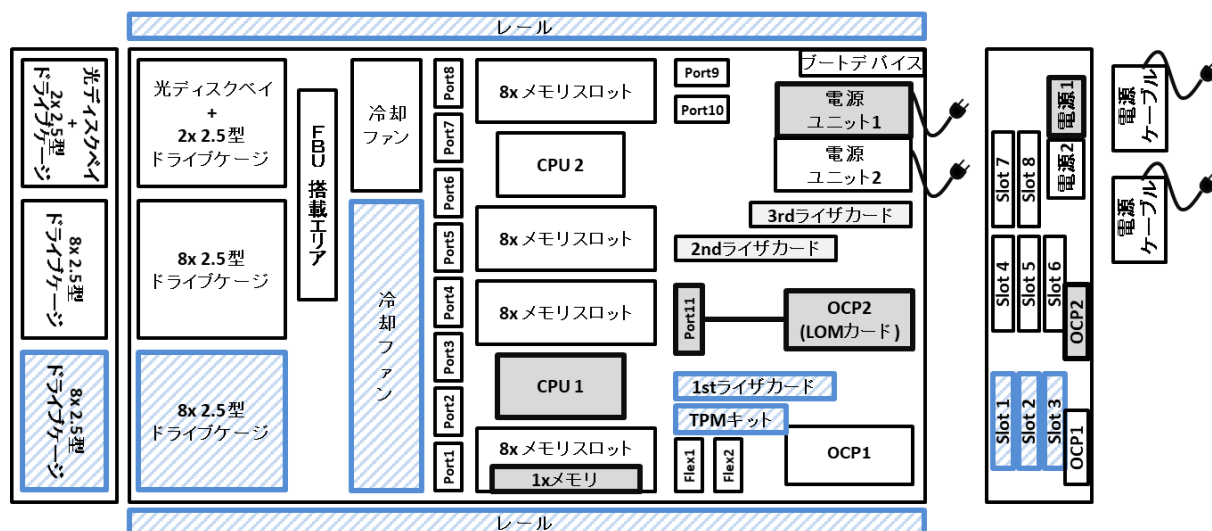 レール
光ディスクベイ
+
2x 2.5型
ドライブケージ
8x 2.5型
ドライブケージ
8x 2.5型
ドライブケージ
光ディスクベイ
+
2x 2.5型
ドライブケージ
8x 2.5型
ドライブケージ
8x 2.5型
ドライブケージ
FBU 搭載エリア
冷却
ファン
冷却ファン
Port8
Port7
Port6
Port5
Port4
Port3
Port2
Port1
8x メモリスロット
CPU 2
8x メモリスロット
8x メモリスロット
CPU 1
8x メモリスロット
1xメモリ
Port9
Port10
ブートデバイス
電源
ユニット1
電源
ユニット2
3rdライザカード
2ndライザカード
Port11
OCP2
(LOMカード)
1stライザカード
TPMキット
Flex1
Flex2
OCP1
レール
電源1
電源2
Slot 7
Slot 8
Slot 4
Slot 5
Slot 6
OCP2
Slot 1
Slot 2
Slot 3
OCP1
電源
ケーブル
電源
ケーブル